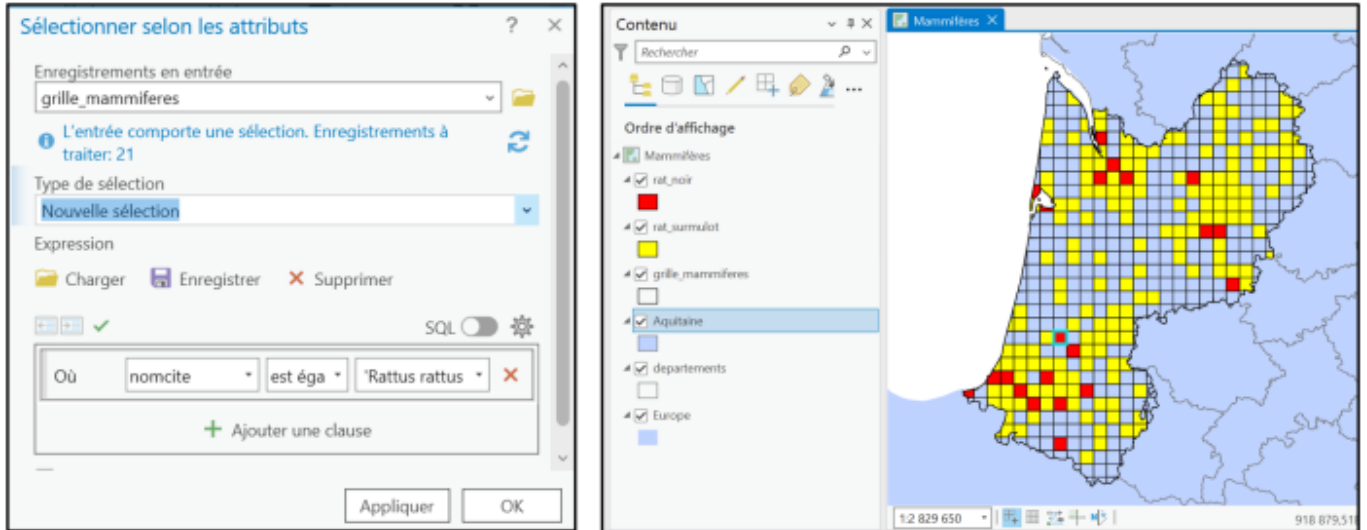 Sélectionner selon les attributs
Enregistrements en entrée
grille_mammiferes
L'entrée comporte une sélection. Enregistrements à
traiter: 21
Type de sélection
Nouvelle sélection
Expression
Charger Enregistrer Supprimer
SQL
Où nomcite est éga 'Rattus rattus
Ajouter une clause
Appliquer OK
Contenu
Rechercher
Ordre d'affichage
Mammifères
rat_noir
rat_surmulot
grille_mammiferes
Aquitaine
departements
Europe
Mammifères
1:2 829 650
918 879,51